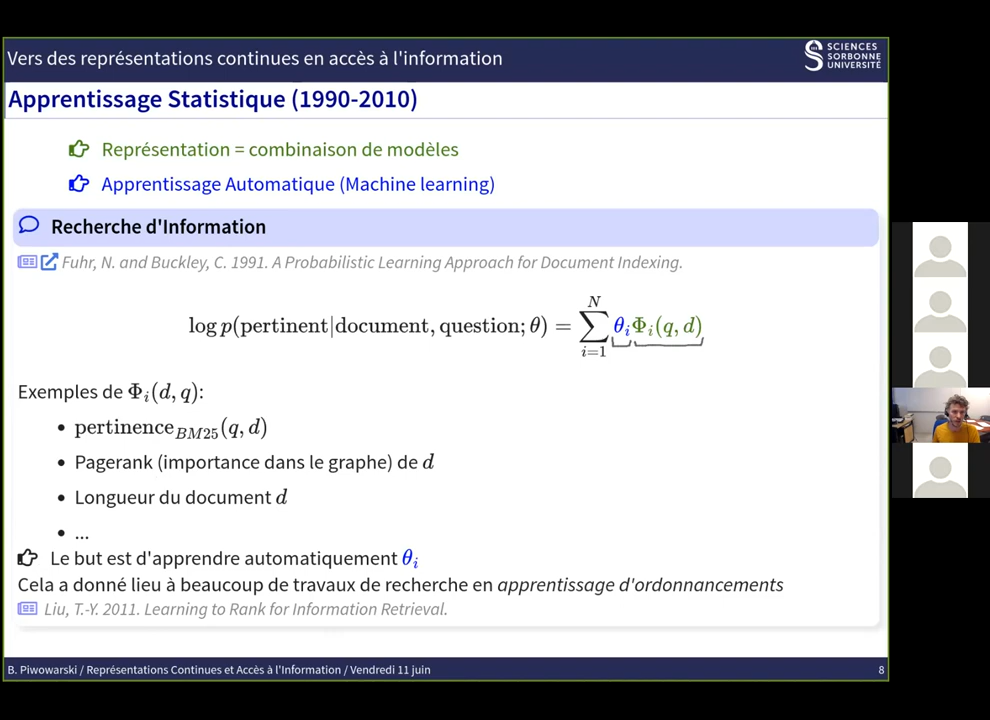 Vers des représentations continues en accès à l'information
SCIENCES
SORBONNE
UNIVERSITÉ
Apprentissage Statistique (1990-2010)
Représentation = combinaison de modèles
Apprentissage Automatique (Machine learning)
Recherche d'Information
Fuhr, N. and Buckley, C. 1991. A Probabilistic Learning Approach for Document Indexing.
log p(pertinent|document, question; θ) = ∑_{i=1}^{N} θ_i Φ_i(q, d)
Exemples de Φ_i(d, q):
• pertinence_{BM25}(q, d)
• Pagerank (importance dans le graphe) de d
• Longueur du document d
• ...
Le but est d'apprendre automatiquement θ_i
Cela a donné lieu à beaucoup de travaux de recherche en apprentissage d'ordonnancements
Liu, T.-Y. 2011. Learning to Rank for Information Retrieval.
B. Piwowarski / Représentations Continues et Accès à l'Information / Vendredi 11 juin
8